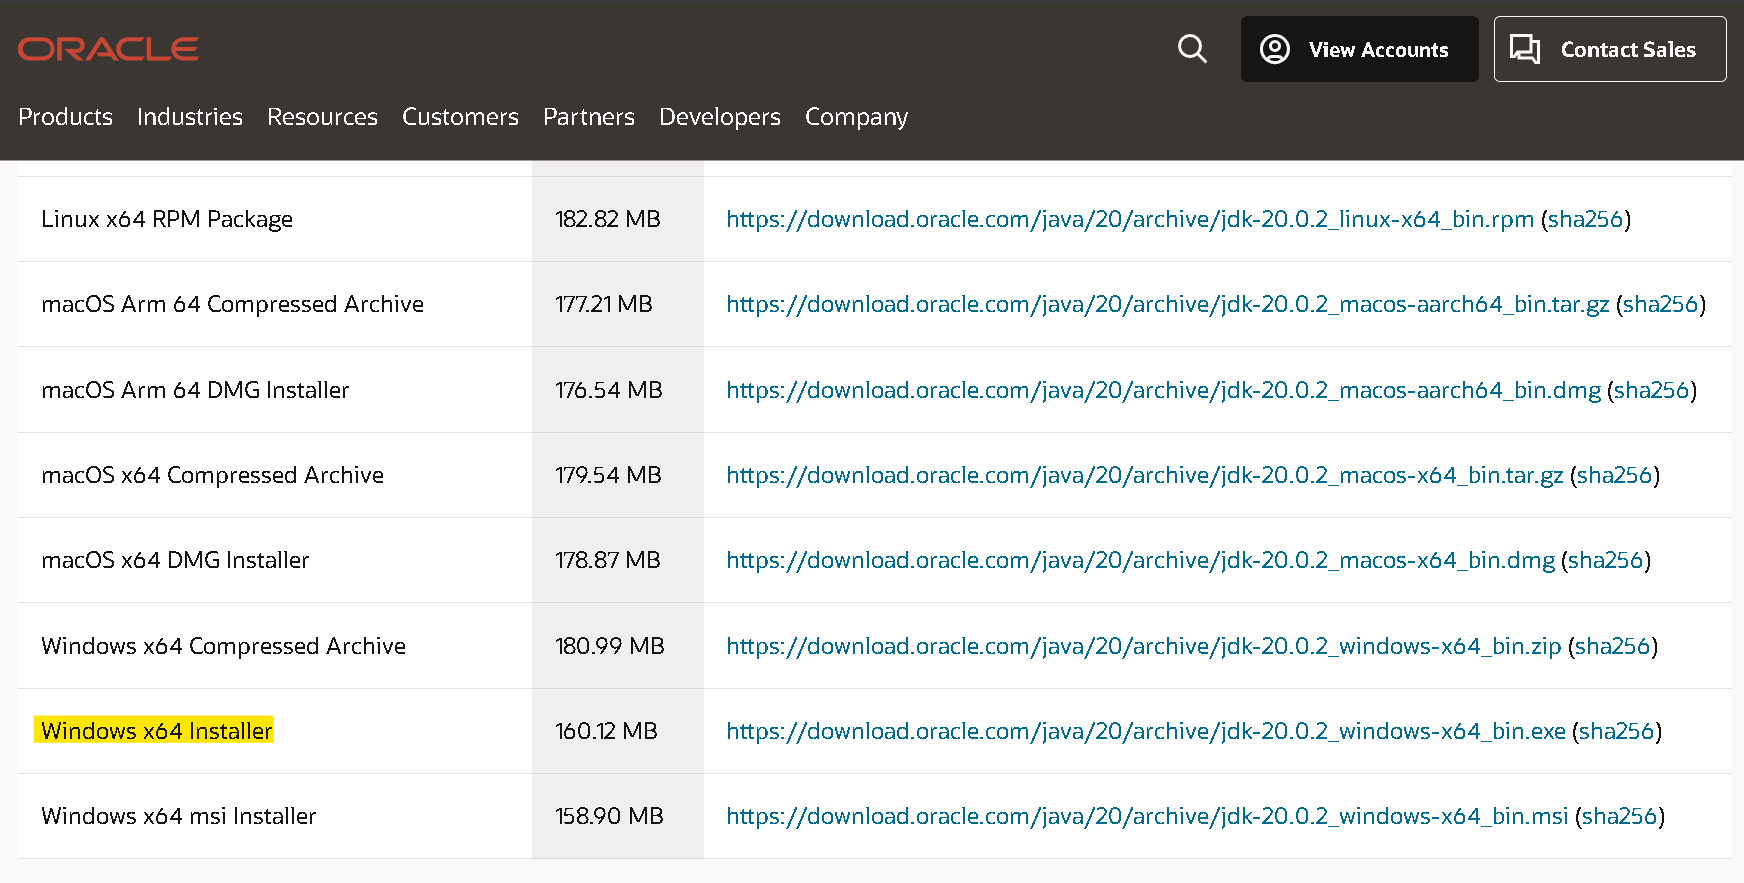 ORACLE
View Accounts
Contact Sales
Products Industries Resources Customers Partners Developers Company
Linux x64 RPM Package 182.82 MB https://download.oracle.com/java/20/archive/jdk-20.0.2_linux-x64_bin.rpm (sha256)
macOS Arm 64 Compressed Archive 177.21 MB https://download.oracle.com/java/20/archive/jdk-20.0.2_macos-aarch64_bin.tar.gz (sha256)
macOS Arm 64 DMG Installer 176.54 MB https://download.oracle.com/java/20/archive/jdk-20.0.2_macos-aarch64_bin.dmg (sha256)
macOS x64 Compressed Archive 179.54 MB https://download.oracle.com/java/20/archive/jdk-20.0.2_macos-x64_bin.tar.gz (sha256)
macOS x64 DMG Installer 178.87 MB https://download.oracle.com/java/20/archive/jdk-20.0.2_macos-x64_bin.dmg (sha256)
Windows x64 Compressed Archive 180.99 MB https://download.oracle.com/java/20/archive/jdk-20.0.2_windows-x64_bin.zip (sha256)
Windows x64 Installer 160.12 MB https://download.oracle.com/java/20/archive/jdk-20.0.2_windows-x64_bin.exe (sha256)
Windows x64 msi Installer 158.90 MB https://download.oracle.com/java/20/archive/jdk-20.0.2_windows-x64_bin.msi (sha256)